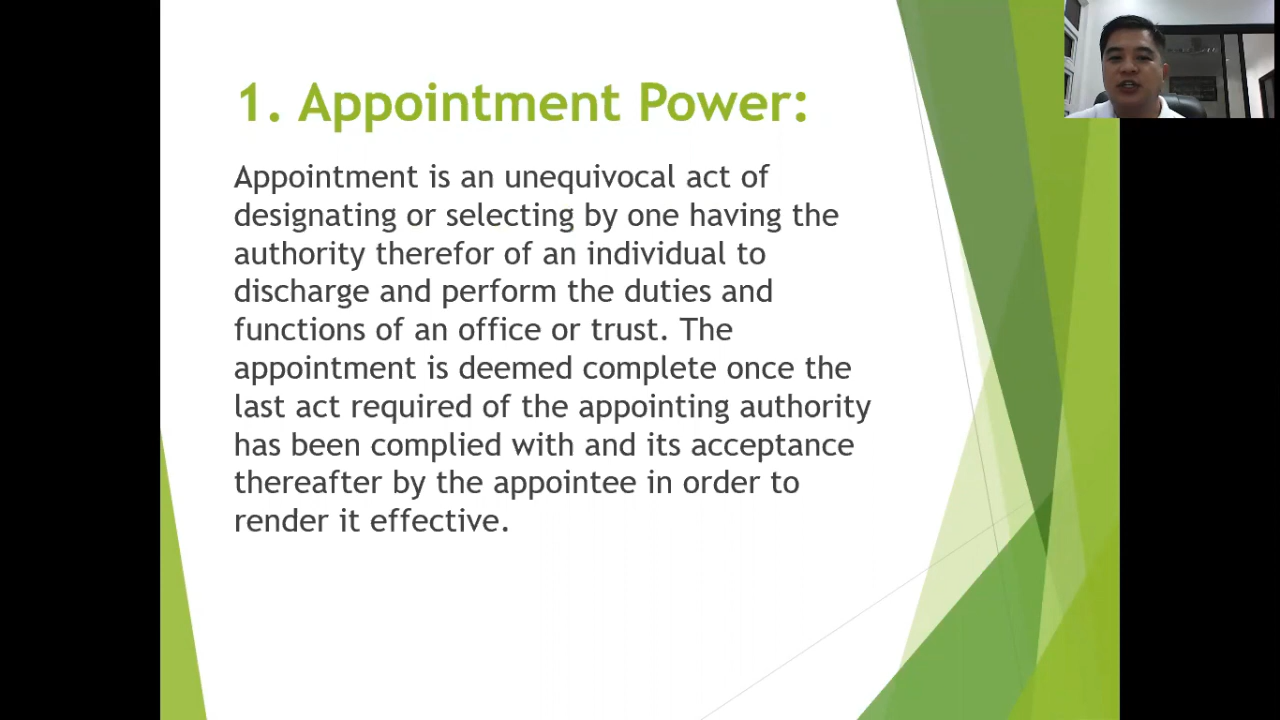 1. Appointment Power:
Appointment is an unequivocal act of
designating or selecting by one having the
authority therefor of an individual to
discharge and perform the duties and
functions of an office or trust. The
appointment is deemed complete once the
last act required of the appointing authority
has been complied with and its acceptance
thereafter by the appointee in order to
render it effective.